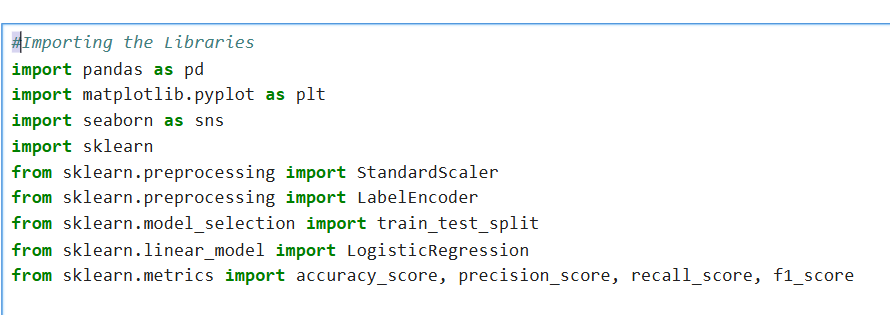 #Importing the Libraries
import pandas as pd
import matplotlib.pyplot as plt
import seaborn as sns
import sklearn
from sklearn.preprocessing import StandardScaler
from sklearn.preprocessing import LabelEncoder
from sklearn.model_selection import train_test_split
from sklearn.linear_model import LogisticRegression
from sklearn.metrics import accuracy_score, precision_score, recall_score, f1_score